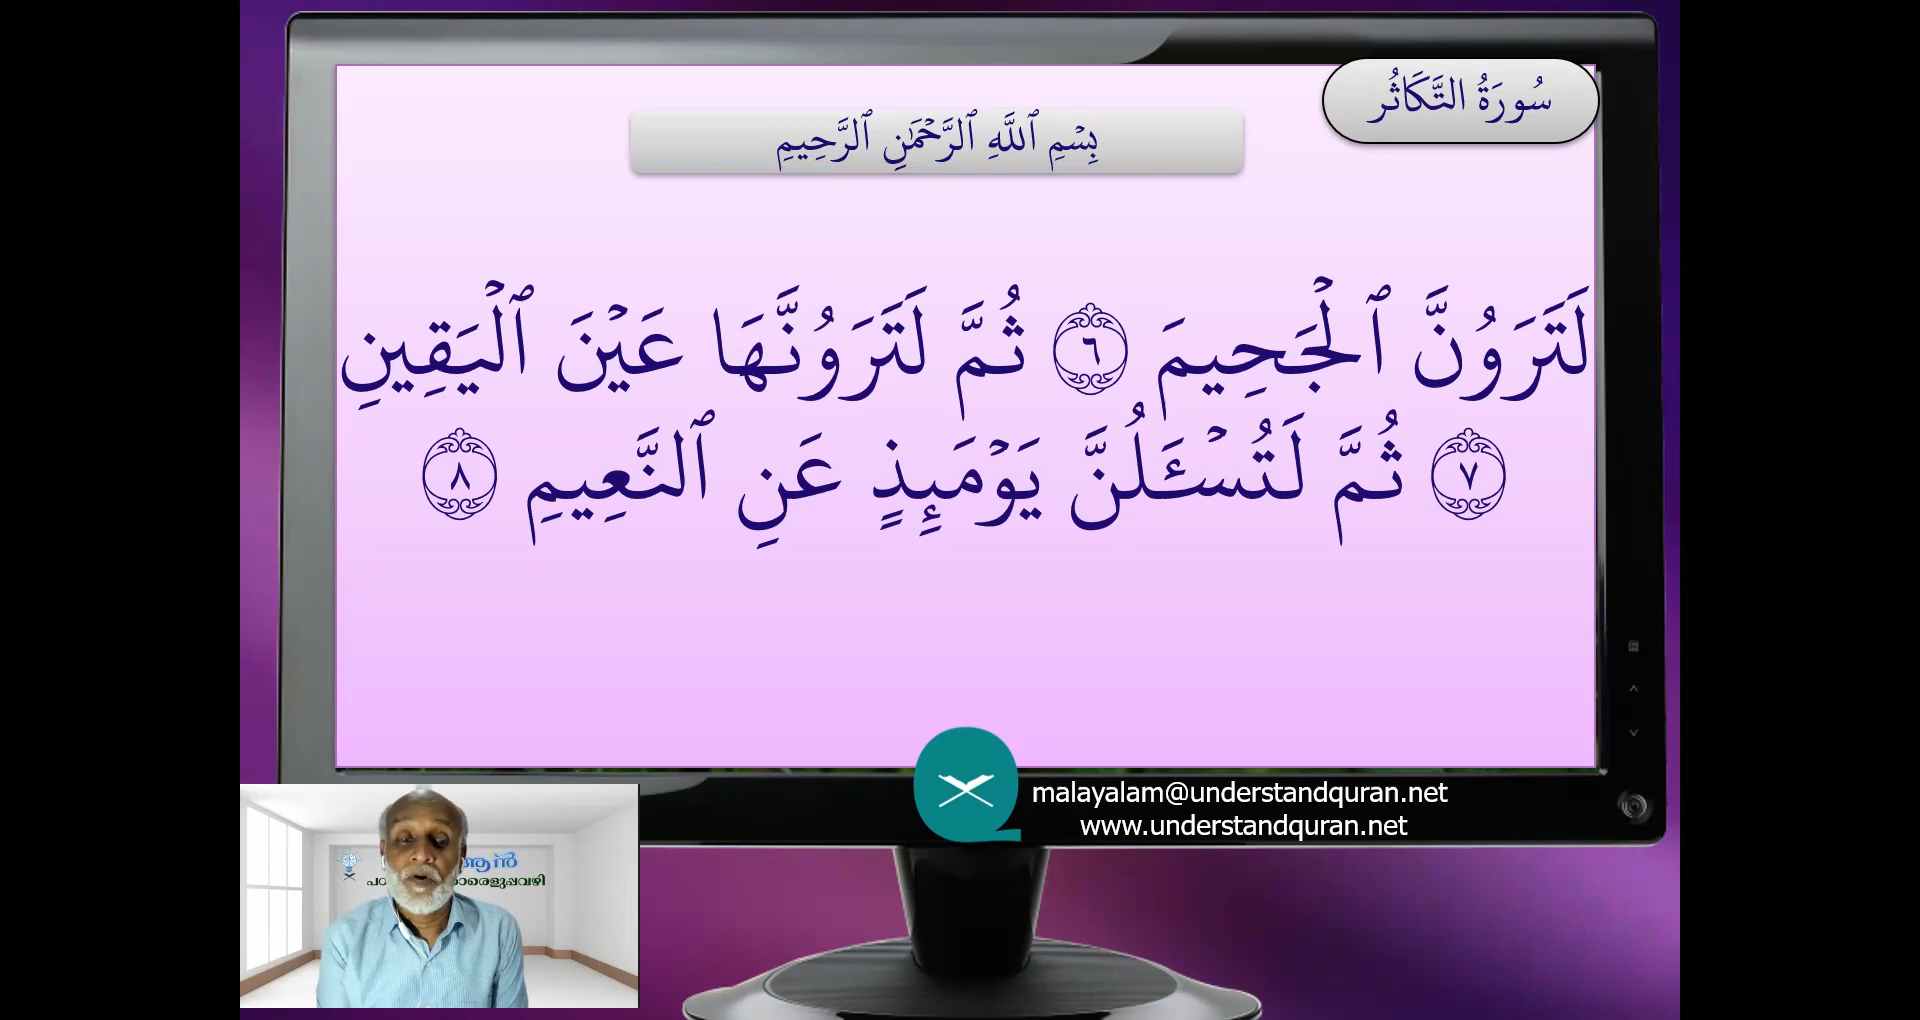 سُورَةُ التَّكَاثُر
بِسۡمِ ٱللَّهِ ٱلرَّحۡمَٰنِ ٱلرَّحِيمِ
لَتَرَوُنَّ ٱلۡجَحِيمَ ٦ ثُمَّ لَتَرَوُنَّهَا عَيۡنَ ٱلۡيَقِينِ
٧ ثُمَّ لَتُسۡـَٔلُنَّ يَوۡمَئِذٍ عَنِ ٱلنَّعِيمِ ٨
malayalam@understandquran.net
www.understandquran.net